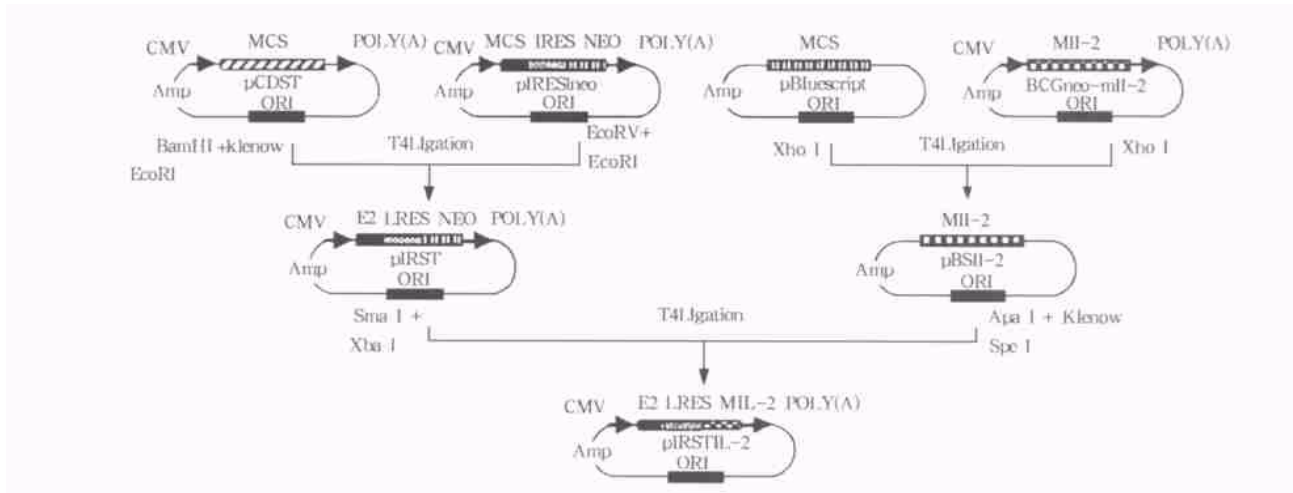 CMV MCS POLY(A)
Amp pCDST
ORI
CMV MCS IRES NEO POLY(A)
Amp pIRESIneo
ORI
MCS
Amp pBluescript
ORI
CMV MII-2 POLY(A)
Amp BCGneo-mII-2
ORI
BamHI +klenow
EcoRI
T4LIgation
EcoRV+
EcoRI
Xho I
T4LIgation
Xho I
CMV E2 LRES NEO POLY(A)
Amp pIRST
ORI
MII-2
Amp pBSII-2
ORI
Sma I +
Xba I
T4LIgation
Apa I + Klenow
Spe I
CMV E2 LRES MIL-2 POLY(A)
Amp pIRSTIL-2
ORI